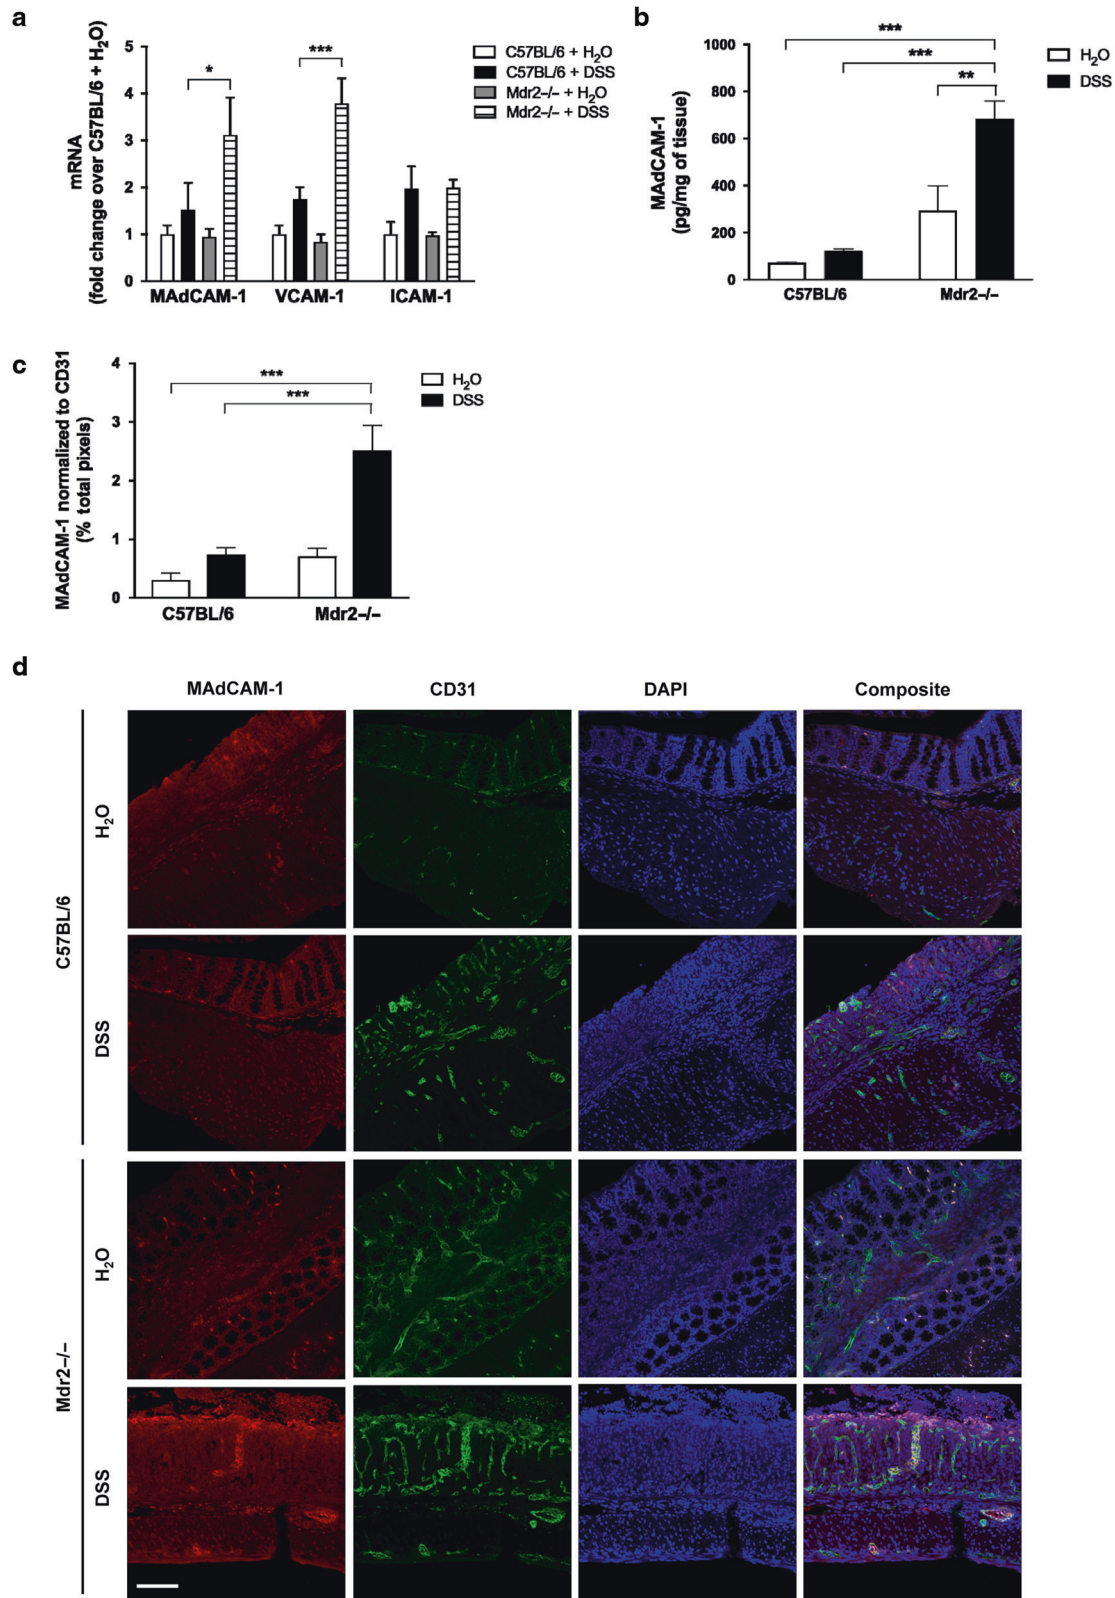 a
mRNA
(fold change over C57BL/6 + H₂O)
5
4
3
2
1
0
*
***
MAdCAM-1
VCAM-1
ICAM-1
C57BL/6 + H₂O
C57BL/6 + DSS
Mdr2–/– + H₂O
Mdr2–/– + DSS
b
MAdCAM-1
(pg/mg of tissue)
1000
800
600
400
200
0
***
***
**
C57BL/6
Mdr2–/–
H₂O
DSS
c
MAdCAM-1 normalized to CD31
(% total pixels)
4
3
2
1
0
***
***
C57BL/6
Mdr2–/–
H₂O
DSS
d
MAdCAM-1
CD31
DAPI
Composite
C57BL/6
H₂O
DSS
Mdr2–/–
H₂O
DSS